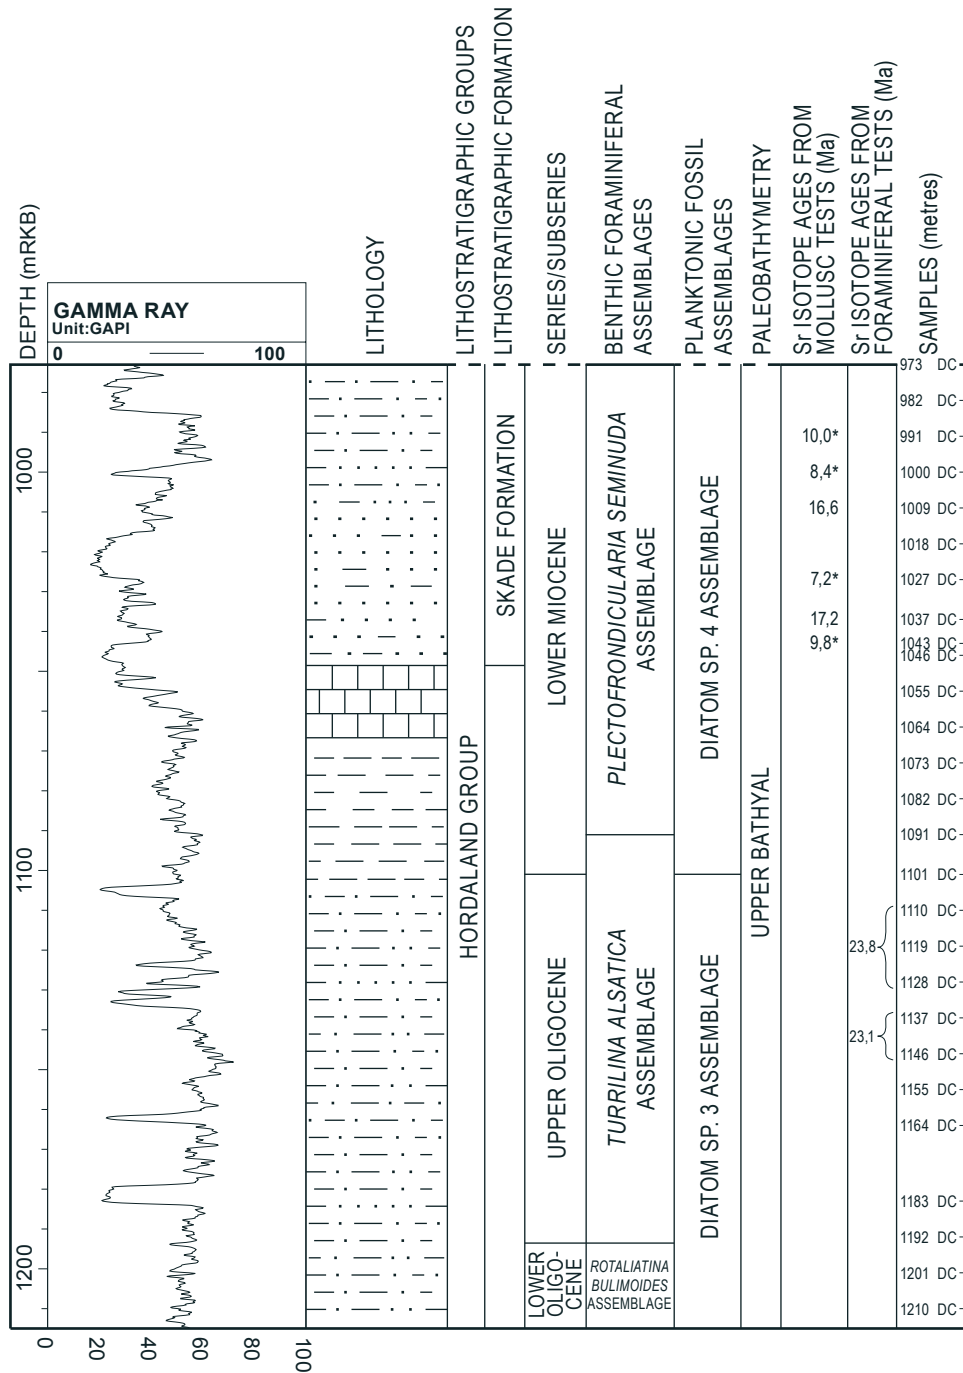 DEPTH (mRKB)
GAMMA RAY
Unit:GAPI
0 100
LITHOLOGY
LITHOSTRATIGRAPHIC GROUPS
LITHOSTRATIGRAPHIC FORMATION
SERIES/SUBSERIES
BENTHIC FORAMINIFERAL
ASSEMBLAGES
PLANKTONIC FOSSIL
ASSEMBLAGES
PALEOBATHYMETRY
Sr ISOTOPE AGES FROM
MOLLUSC TESTS (Ma)
Sr ISOTOPE AGES FROM
FORAMINIFERAL TESTS (Ma)
SAMPLES (metres)
1000
1100
1200
HORDALAND GROUP
SKADE FORMATION
LOWER MIOCENE
UPPER OLIGOCENE
LOWER
OLIGO-
CENE
PLECTOFRONDICULARIA SEMINUDA
ASSEMBLAGE
TURRILINA ALSATICA
ASSEMBLAGE
ROTALIATINA
BULIMOIDES
ASSEMBLAGE
DIATOM SP. 4 ASSEMBLAGE
DIATOM SP. 3 ASSEMBLAGE
UPPER BATHYAL
10,0*
8,4*
16,6
7,2*
17,2
9,8*
23,8
23,1
973 DC
982 DC
991 DC
1000 DC
1009 DC
1018 DC
1027 DC
1037 DC
1043 DC
1046 DC
1055 DC
1064 DC
1073 DC
1082 DC
1091 DC
1101 DC
1110 DC
1119 DC
1128 DC
1137 DC
1146 DC
1155 DC
1164 DC
1183 DC
1192 DC
1201 DC
1210 DC
0 20 40 60 100